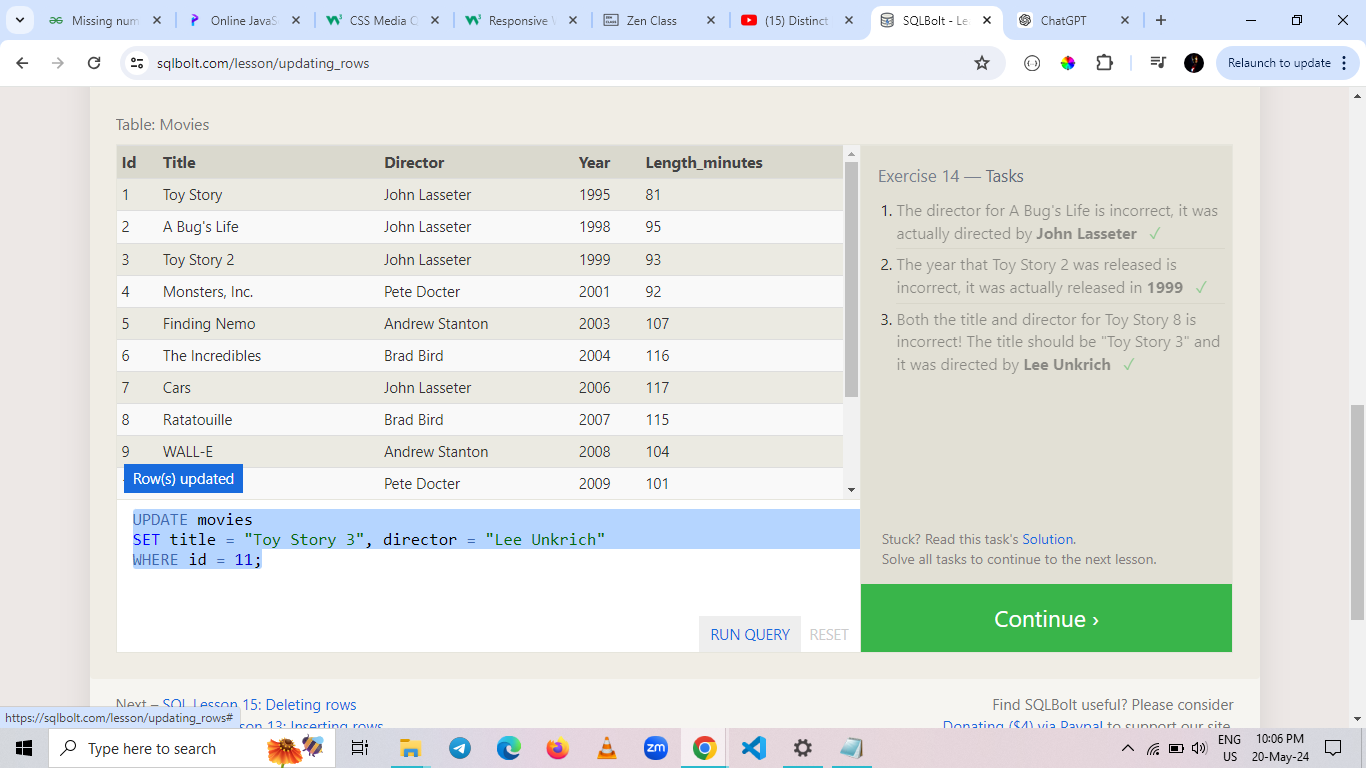 Missing num
Online JavaS
CSS Media C
Responsive
Zen Class
(15) Distinct
SQLBolt - Le
ChatGPT
sqlbolt.com/lesson/updating_rows
Relaunch to update
Table: Movies
Id Title Director Year Length_minutes
1 Toy Story John Lasseter 1995 81
2 A Bug's Life John Lasseter 1998 95
3 Toy Story 2 John Lasseter 1999 93
4 Monsters, Inc. Pete Docter 2001 92
5 Finding Nemo Andrew Stanton 2003 107
6 The Incredibles Brad Bird 2004 116
7 Cars John Lasseter 2006 117
8 Ratatouille Brad Bird 2007 115
9 WALL-E Andrew Stanton 2008 104
Pete Docter 2009 101
Row(s) updated
UPDATE movies
SET title = "Toy Story 3", director = "Lee Unkrich"
WHERE id = 11;
RUN QUERY RESET
Exercise 14 — Tasks
1. The director for A Bug's Life is incorrect, it was
actually directed by John Lasseter ✓
2. The year that Toy Story 2 was released is
incorrect, it was actually released in 1999 ✓
3. Both the title and director for Toy Story 8 is
incorrect! The title should be "Toy Story 3" and
it was directed by Lee Unkrich ✓
Stuck? Read this task's Solution.
Solve all tasks to continue to the next lesson.
Continue ›
Next – SQL Lesson 15: Deleting rows
son 13: Inserting rows
Find SQLBolt useful? Please consider
Donating ($4) via Paypal to support our site.
https://sqlbolt.com/lesson/updating_rows#
Type here to search
zm
ENG
US
10:06 PM
20-May-24